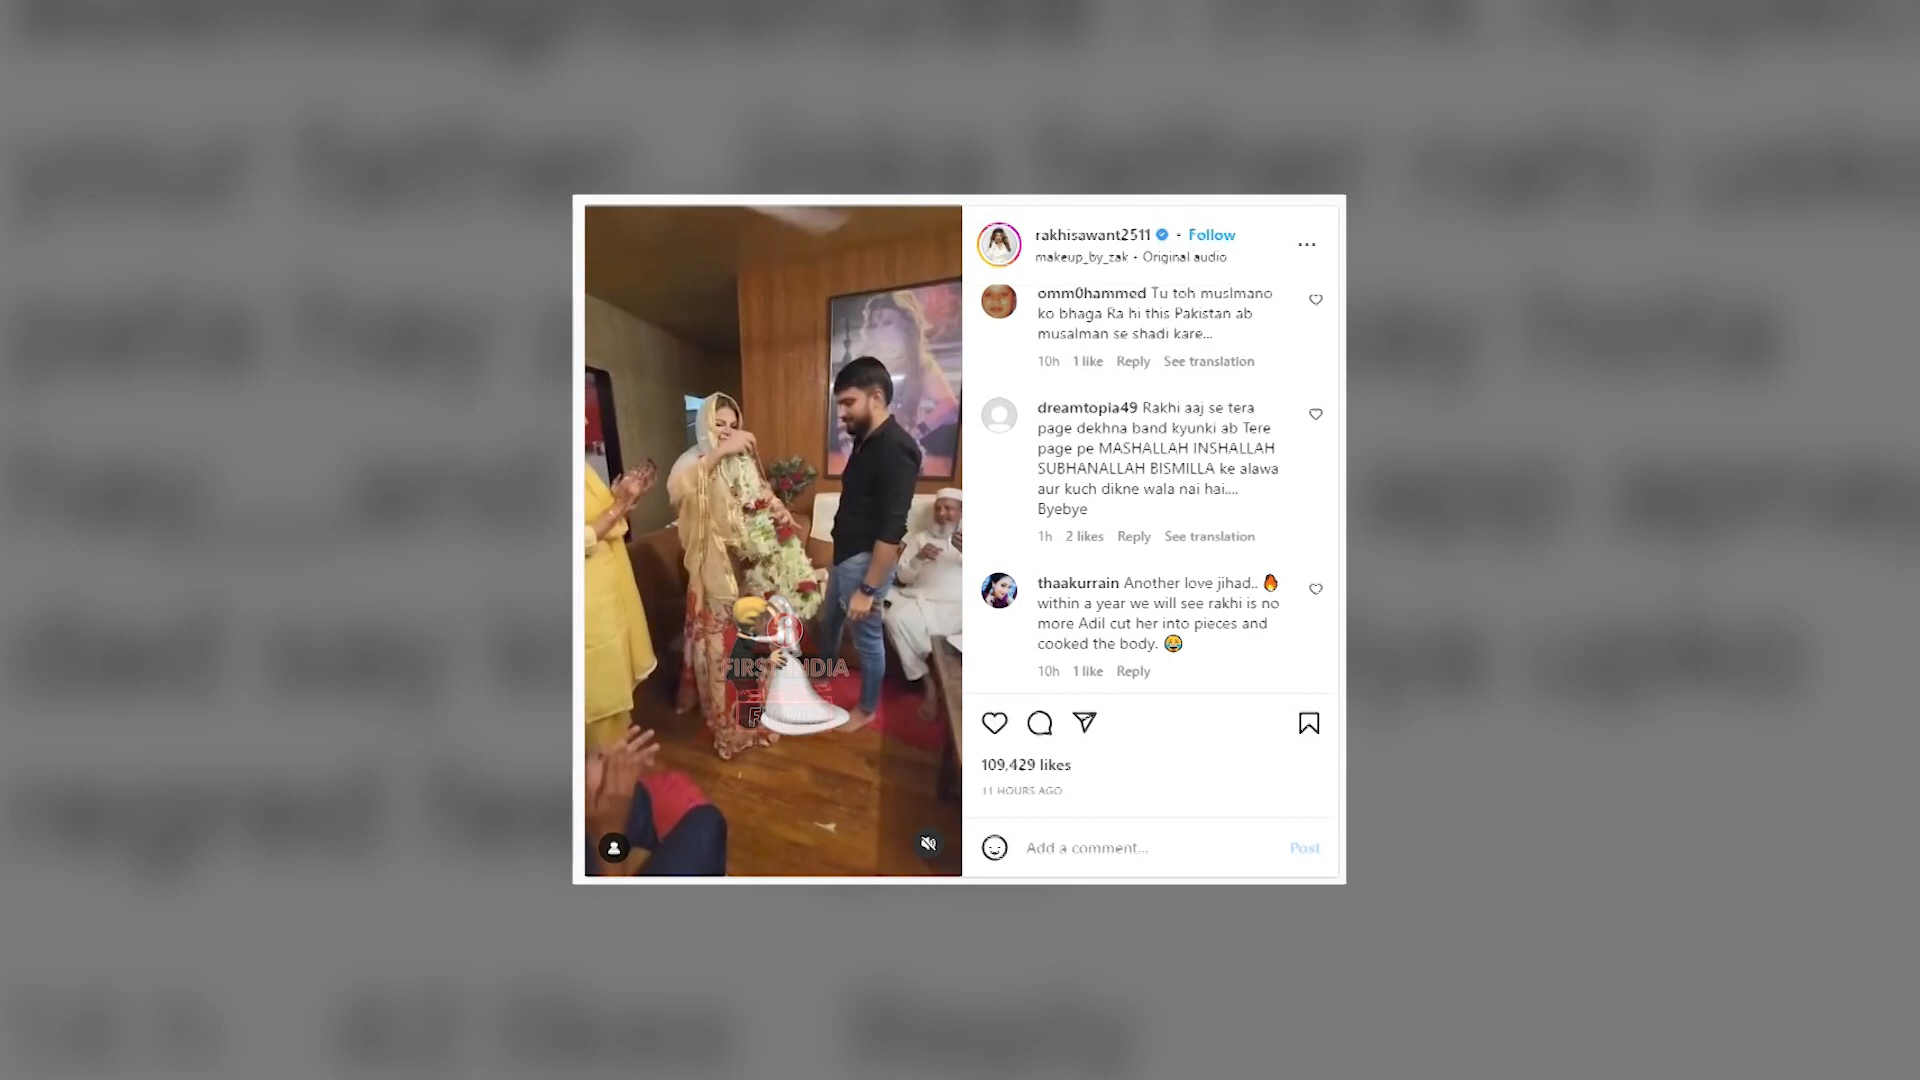 rakhisawant2511 • Follow
makeup_by_zak • Original audio
omm0hammed Tu toh muslmano
ko bhaga Ra hi this Pakistan ab
musalman se shadi kare...
10h 1 like Reply See translation
dreamtopia49 Rakhi aaj se tera
page dekhna band kyunki ab Tere
page pe MASHALLAH INSHALLAH
SUBHANALLAH BISMILLA ke alawa
aur kuch dikne wala nai hai....
Byebye
1h 2 likes Reply See translation
thaakurrain Another love jihad.. 🔥
within a year we will see rakhi is no
more Adil cut her into pieces and
cooked the body. 😂
10h 1 like Reply
109,429 likes
11 HOURS AGO
Add a comment... Post
FIRST INDIA